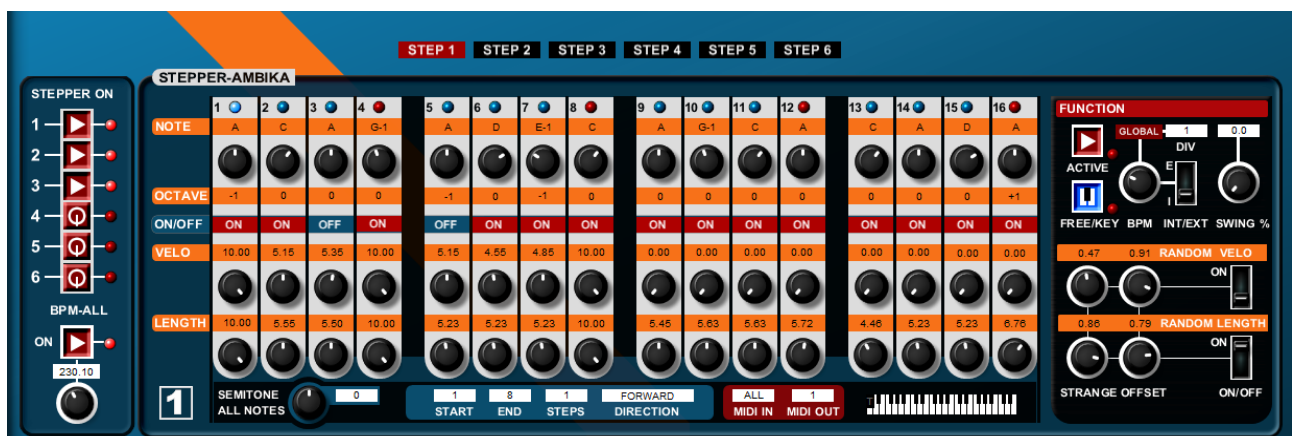 STEP 1 STEP 2 STEP 3 STEP 4 STEP 5 STEP 6
STEPPER-AMBIKA
STEPPER ON
1
2
3
4
5
6
BPM-ALL
ON
230.10
1 2 3 4 5 6 7 8 9 10 11 12 13 14 15 16
NOTE A C A G-1 A D E-1 C A G-1 C A C A D A
OCTAVE -1 0 0 0 -1 0 -1 0 0 0 0 0 0 0 0 +1
ON/OFF ON ON OFF ON OFF ON ON ON ON ON ON ON ON ON ON ON
VELO 10.00 5.15 5.35 10.00 5.15 4.55 4.85 10.00 0.00 0.00 0.00 0.00 0.00 0.00 0.00 0.00
LENGTH 10.00 5.55 5.50 10.00 5.23 5.23 5.23 10.00 5.45 5.63 5.63 5.72 4.46 5.23 5.23 6.76
1
SEMITONE 0
ALL NOTES
1 8 1 FORWARD
START END STEPS DIRECTION
ALL 1
MIDI IN MIDI OUT
FUNCTION
GLOBAL 1 0.0
DIV
ACTIVE E
I
FREE/KEY BPM INT/EXT SWING %
0.47 0.91 RANDOM VELO
ON
0.86 0.79 RANDOM LENGTH
ON
STRANGE OFFSET ON/OFF